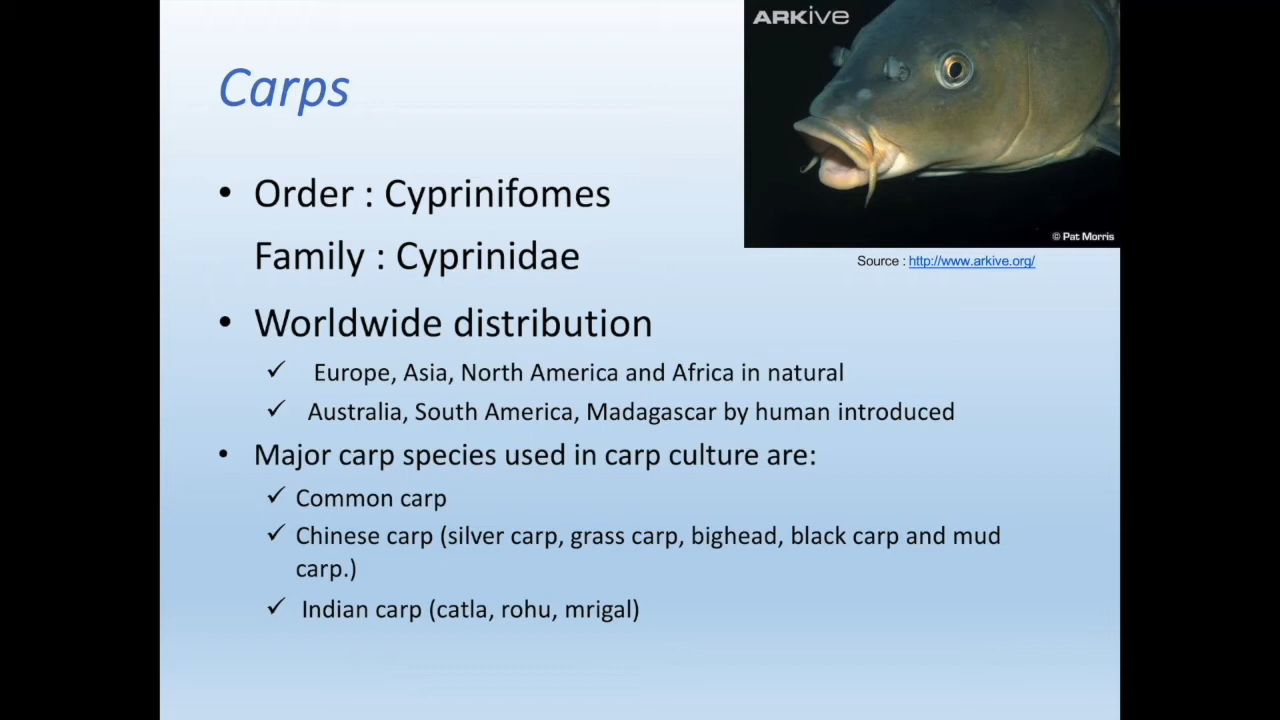 ARKive
Carps
• Order : Cyprinifomes
Family : Cyprinidae
© Pat Morris
Source : http://www.arkive.org/
• Worldwide distribution
✓ Europe, Asia, North America and Africa in natural
✓ Australia, South America, Madagascar by human introduced
• Major carp species used in carp culture are:
✓ Common carp
✓ Chinese carp (silver carp, grass carp, bighead, black carp and mud
carp.)
✓ Indian carp (catla, rohu, mrigal)